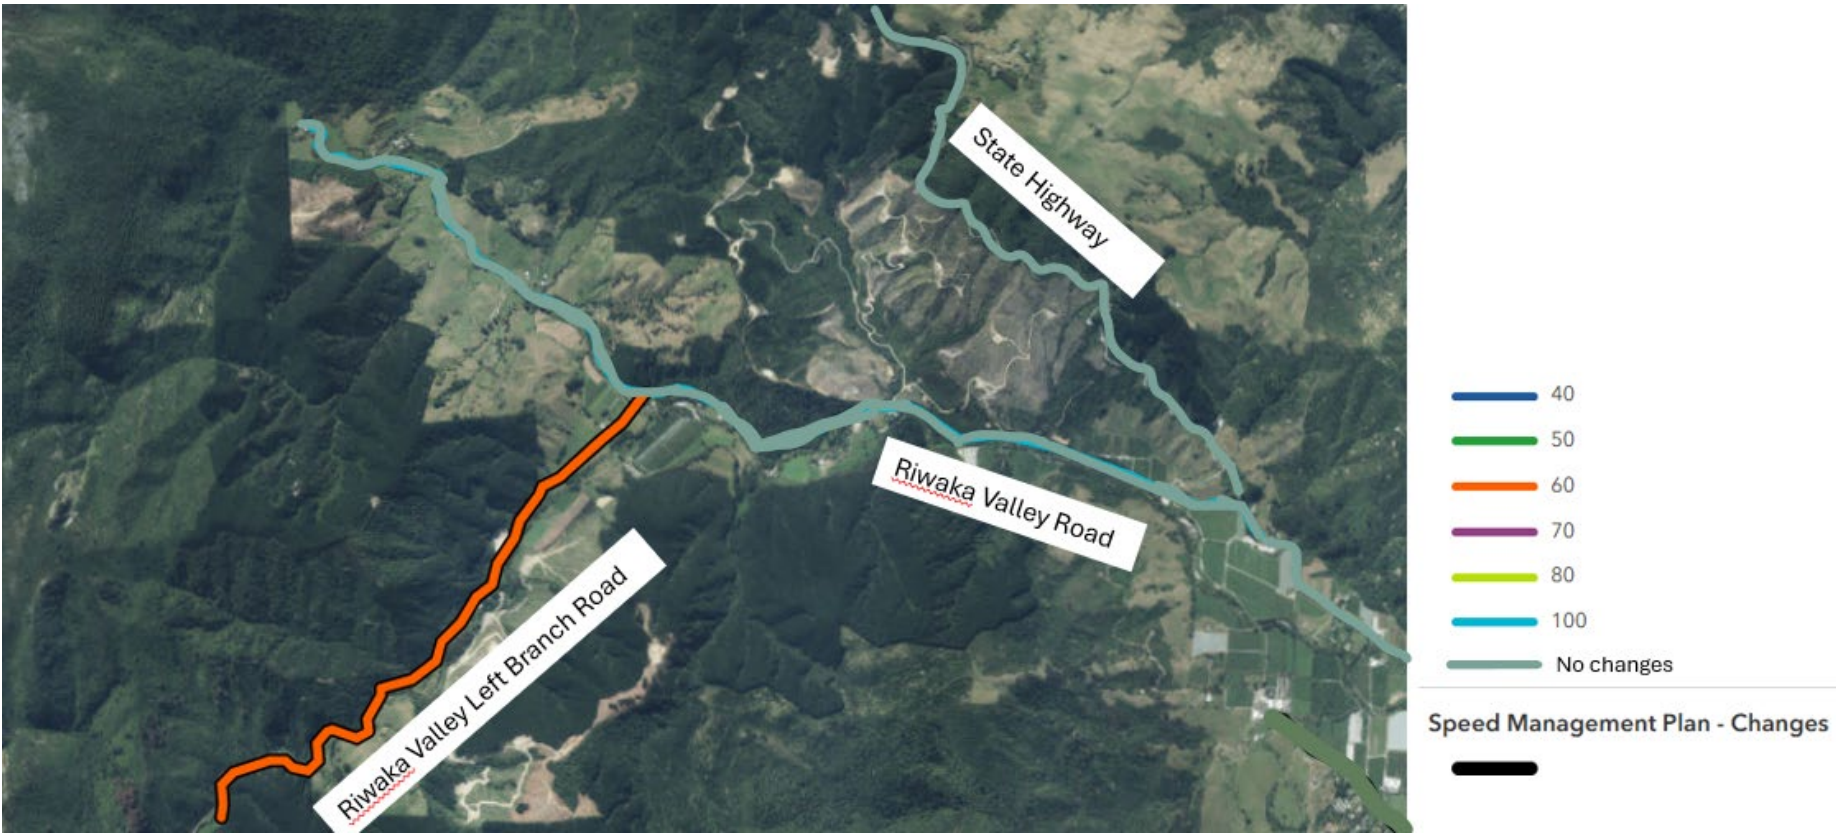 State Highway
Riwaka Valley Road
Riwaka Valley Left Branch Road
40
50
60
70
80
100
No changes
Speed Management Plan - Changes